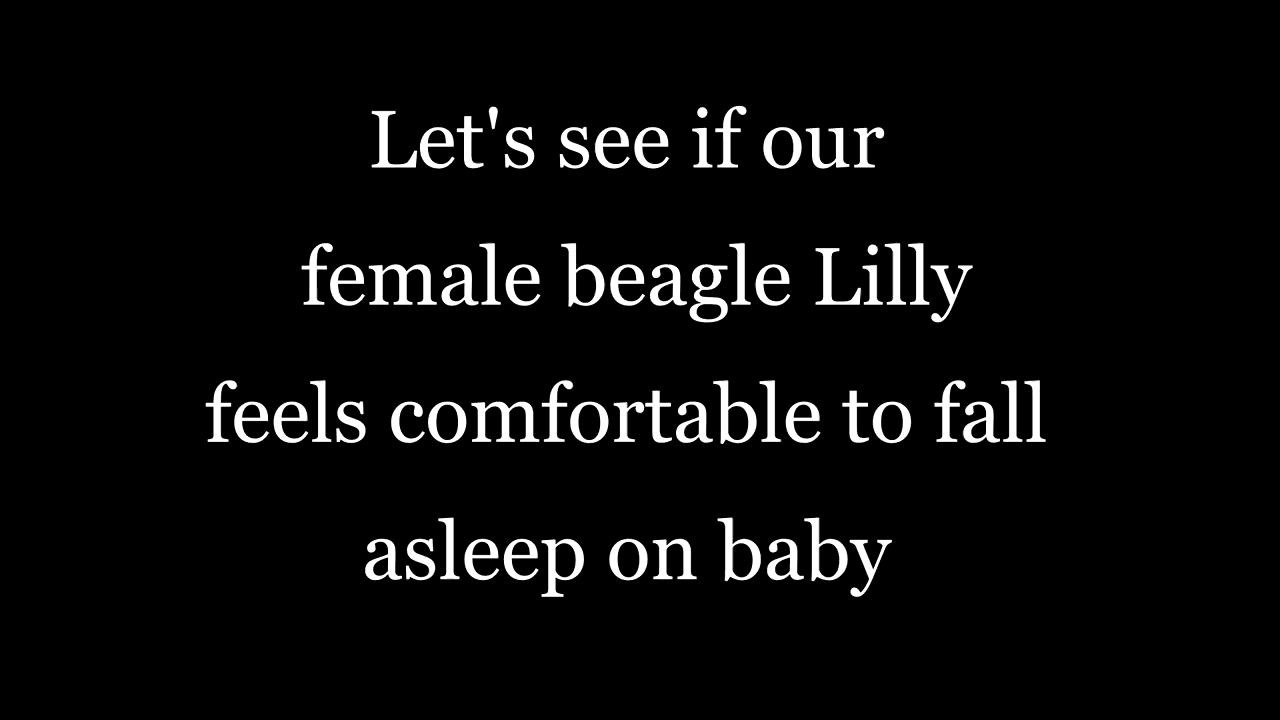 Let's see if our
female beagle Lilly
feels comfortable to fall
asleep on baby